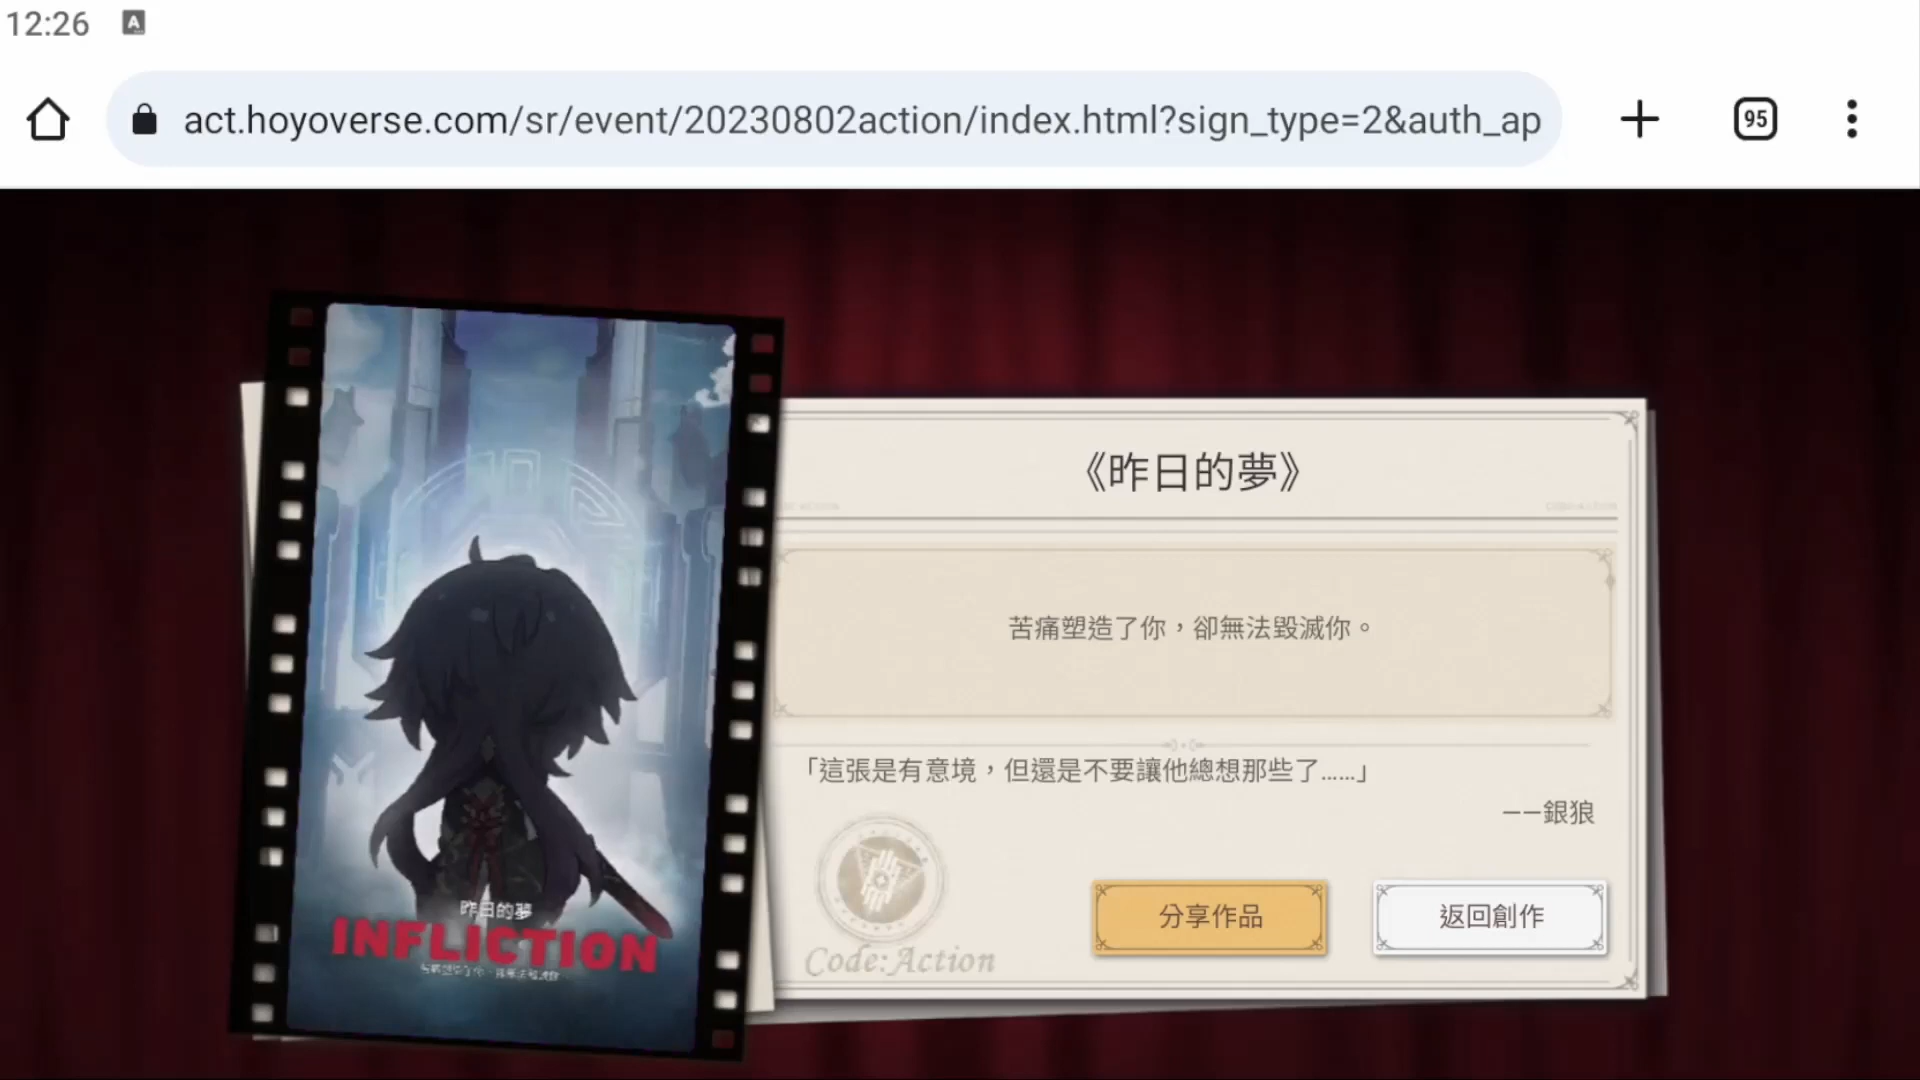 12:26
A
act.hoyoverse.com/sr/event/20230802action/index.html?sign_type=2&auth_ap
95
《昨日的夢》
苦痛塑造了你，卻無法毀滅你。
「這張是有意境，但還是不要讓他總想那些了......」
——銀狼
分享作品
返回創作
Code:Action
昨日的夢
INFLICTION